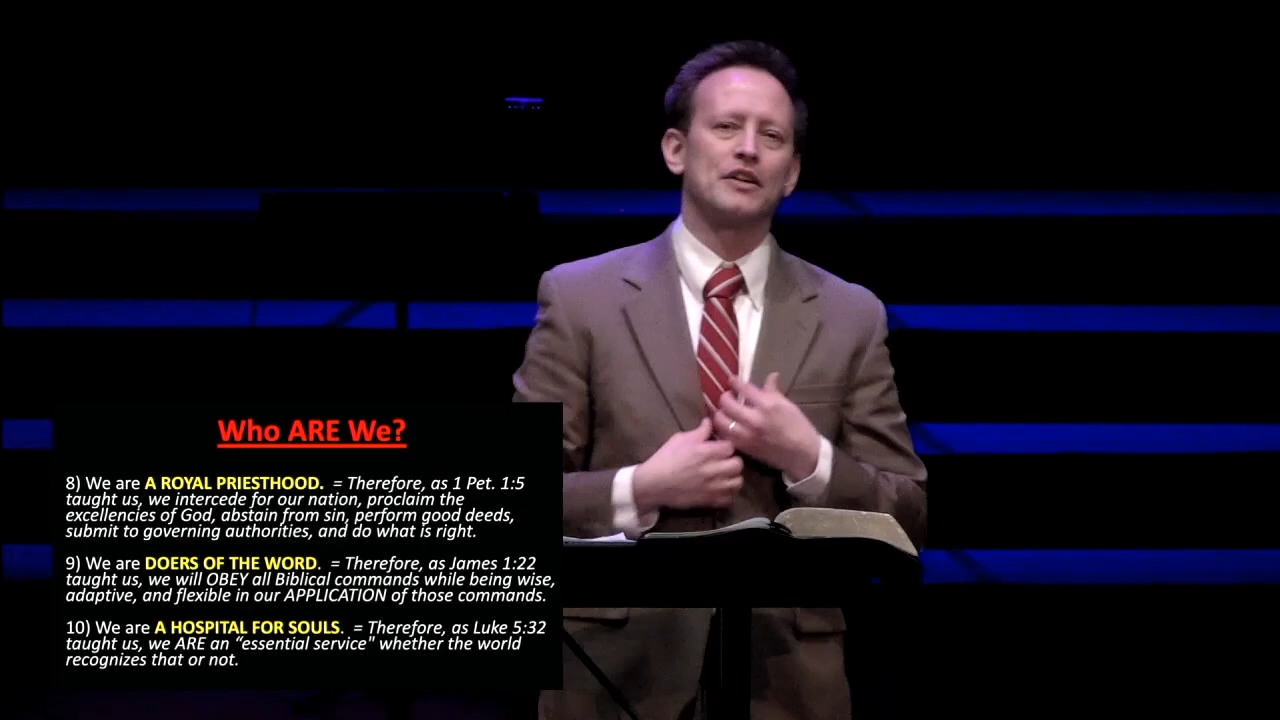 Who ARE We?
8) We are A ROYAL PRIESTHOOD.  = Therefore, as 1 Pet. 1:5
taught us, we intercede for our nation, proclaim the
excellencies of God, abstain from sin, perform good deeds,
submit to governing authorities, and do what is right.
9) We are DOERS OF THE WORD.  = Therefore, as James 1:22
taught us, we will OBEY all Biblical commands while being wise,
adaptive, and flexible in our APPLICATION of those commands.
10) We are A HOSPITAL FOR SOULS.  = Therefore, as Luke 5:32
taught us, we ARE an “essential service" whether the world
recognizes that or not.